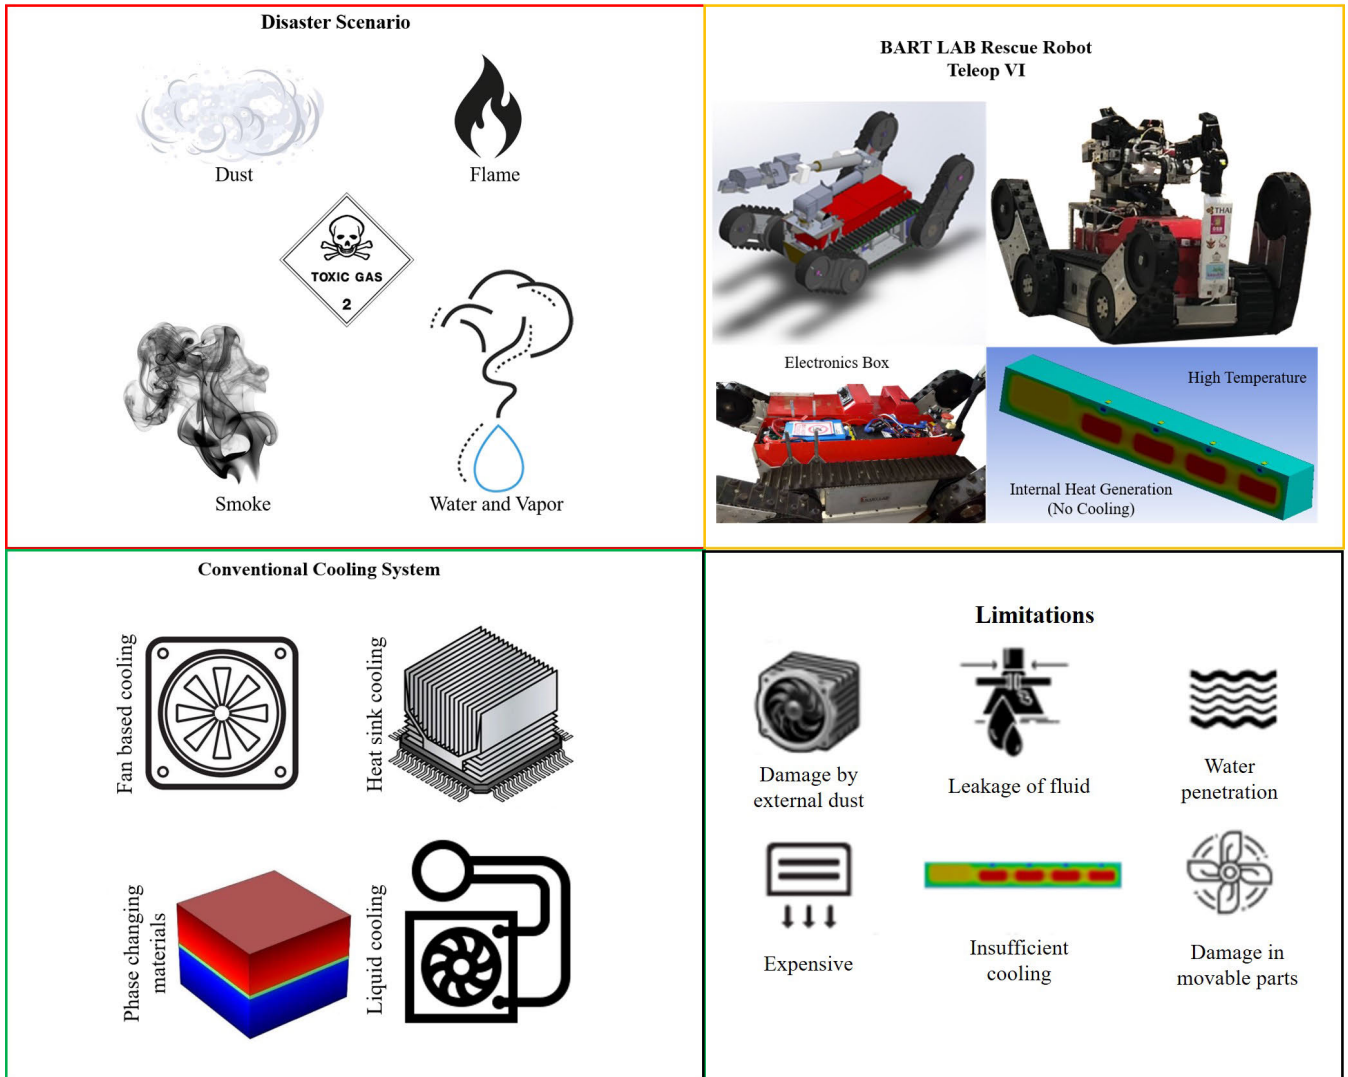 Disaster Scenario
Dust
Flame
TOXIC GAS
2
Smoke
Water and Vapor
BART LAB Rescue Robot
Teleop VI
THAI
Electronics Box
High Temperature
Internal Heat Generation
(No Cooling)
Conventional Cooling System
Fan based cooling
Heat sink cooling
Phase changing
materials
Liquid cooling
Limitations
Damage by
external dust
Leakage of fluid
Water
penetration
Expensive
Insufficient
cooling
Damage in
movable parts